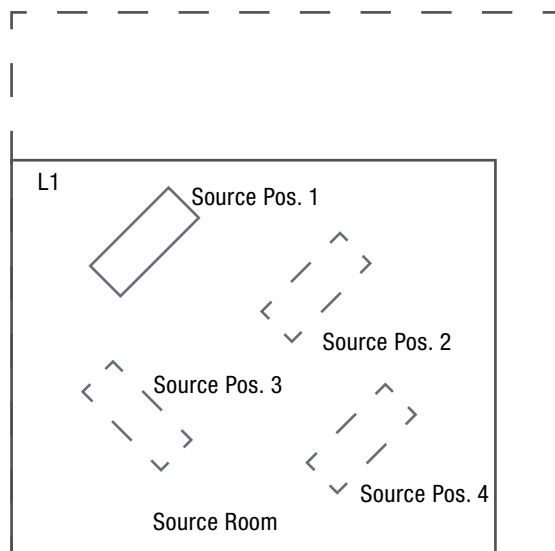 L1
Source Pos. 1
Source Pos. 2
Source Pos. 3
Source Pos. 4
Source Room